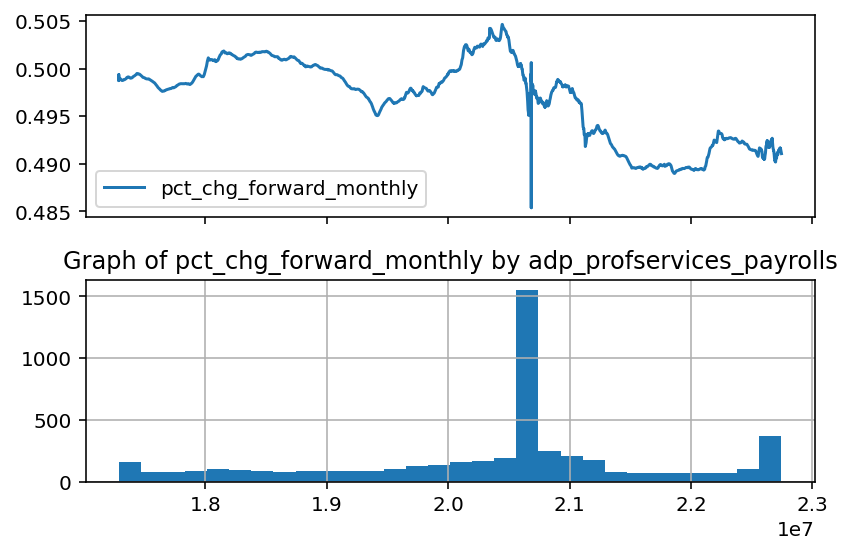 0.505
0.500
0.495
0.490
0.485
pct_chg_forward_monthly
Graph of pct_chg_forward_monthly by adp_profservices_payrolls
1500
1000
500
0
1.8 1.9 2.0 2.1 2.2 2.3
1e7